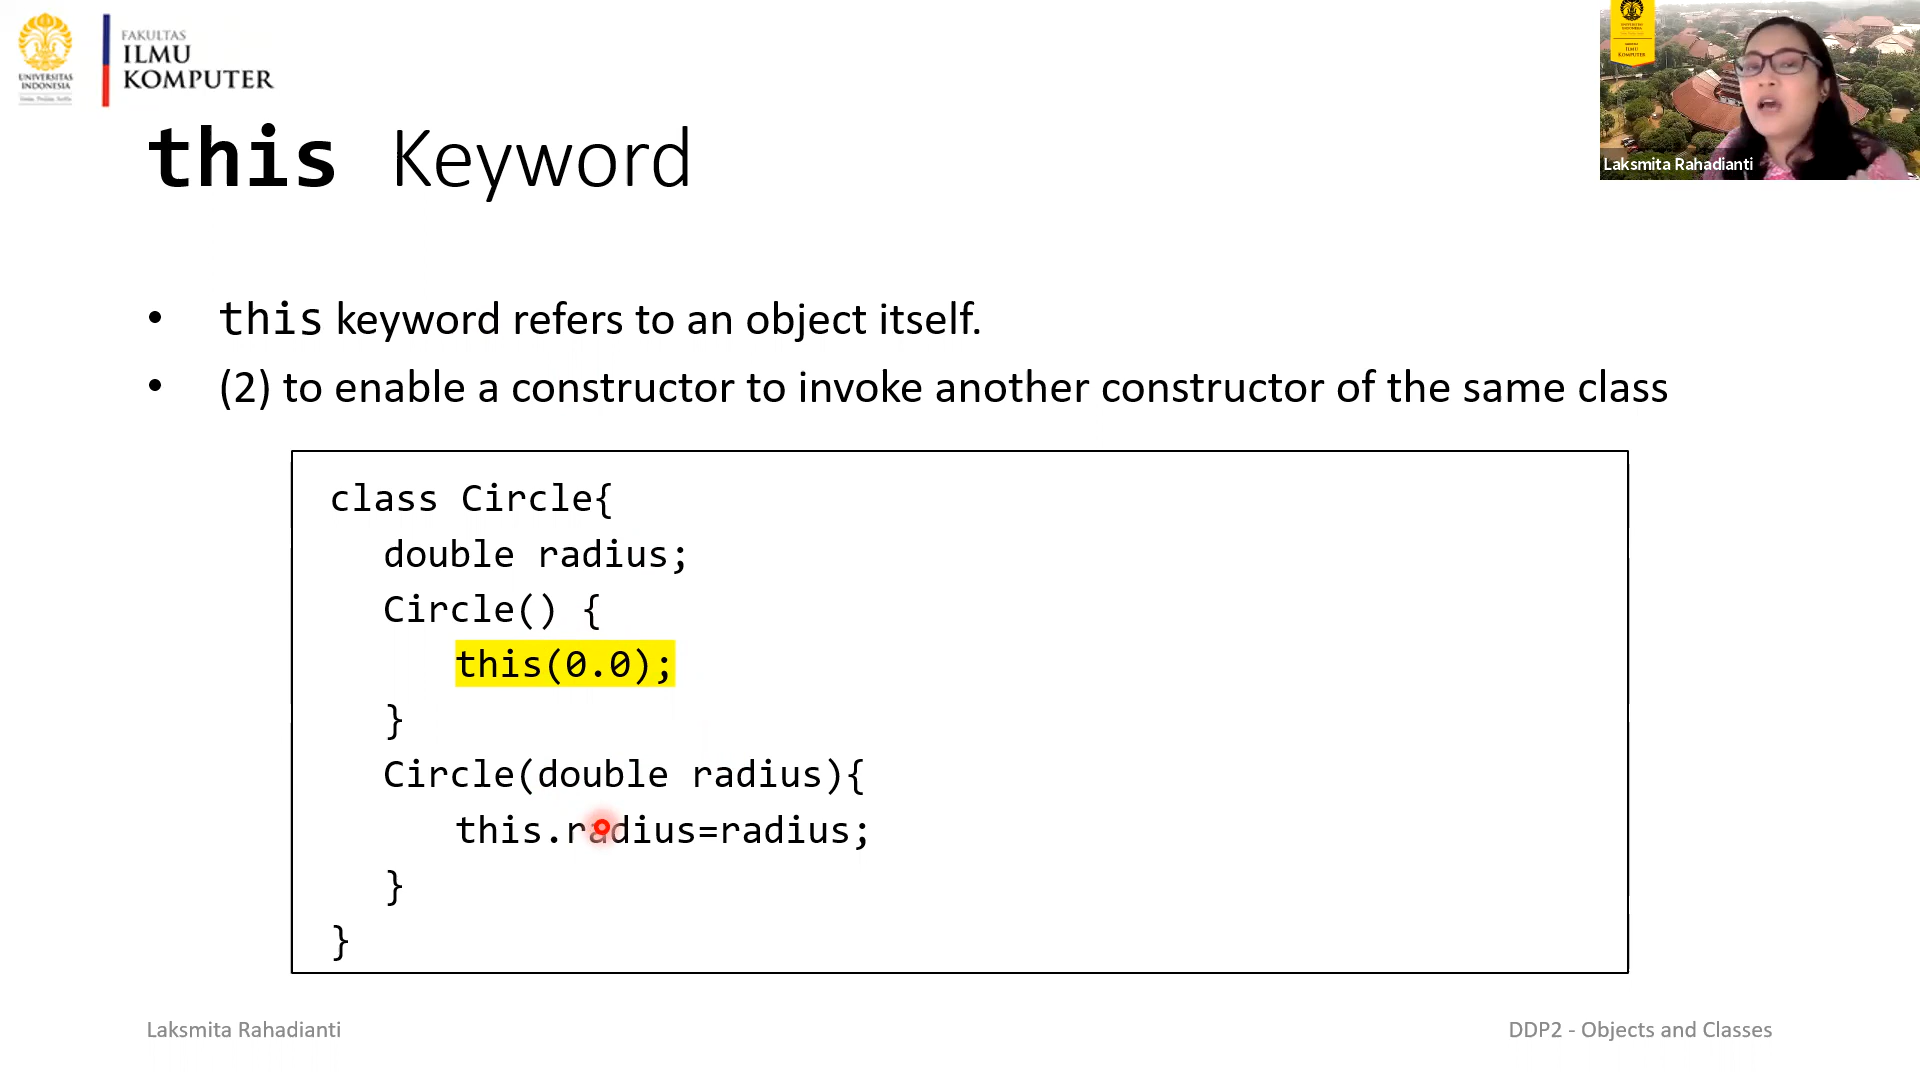 UNIVERSITAS
INDONESIA
FAKULTAS
ILMU
KOMPUTER
this Keyword
Laksmita Rahadianti
• this keyword refers to an object itself.
• (2) to enable a constructor to invoke another constructor of the same class
class Circle{
double radius;
Circle() {
this(0.0);
}
Circle(double radius){
this.radius=radius;
}
}
Laksmita Rahadianti
DDP2 - Objects and Classes